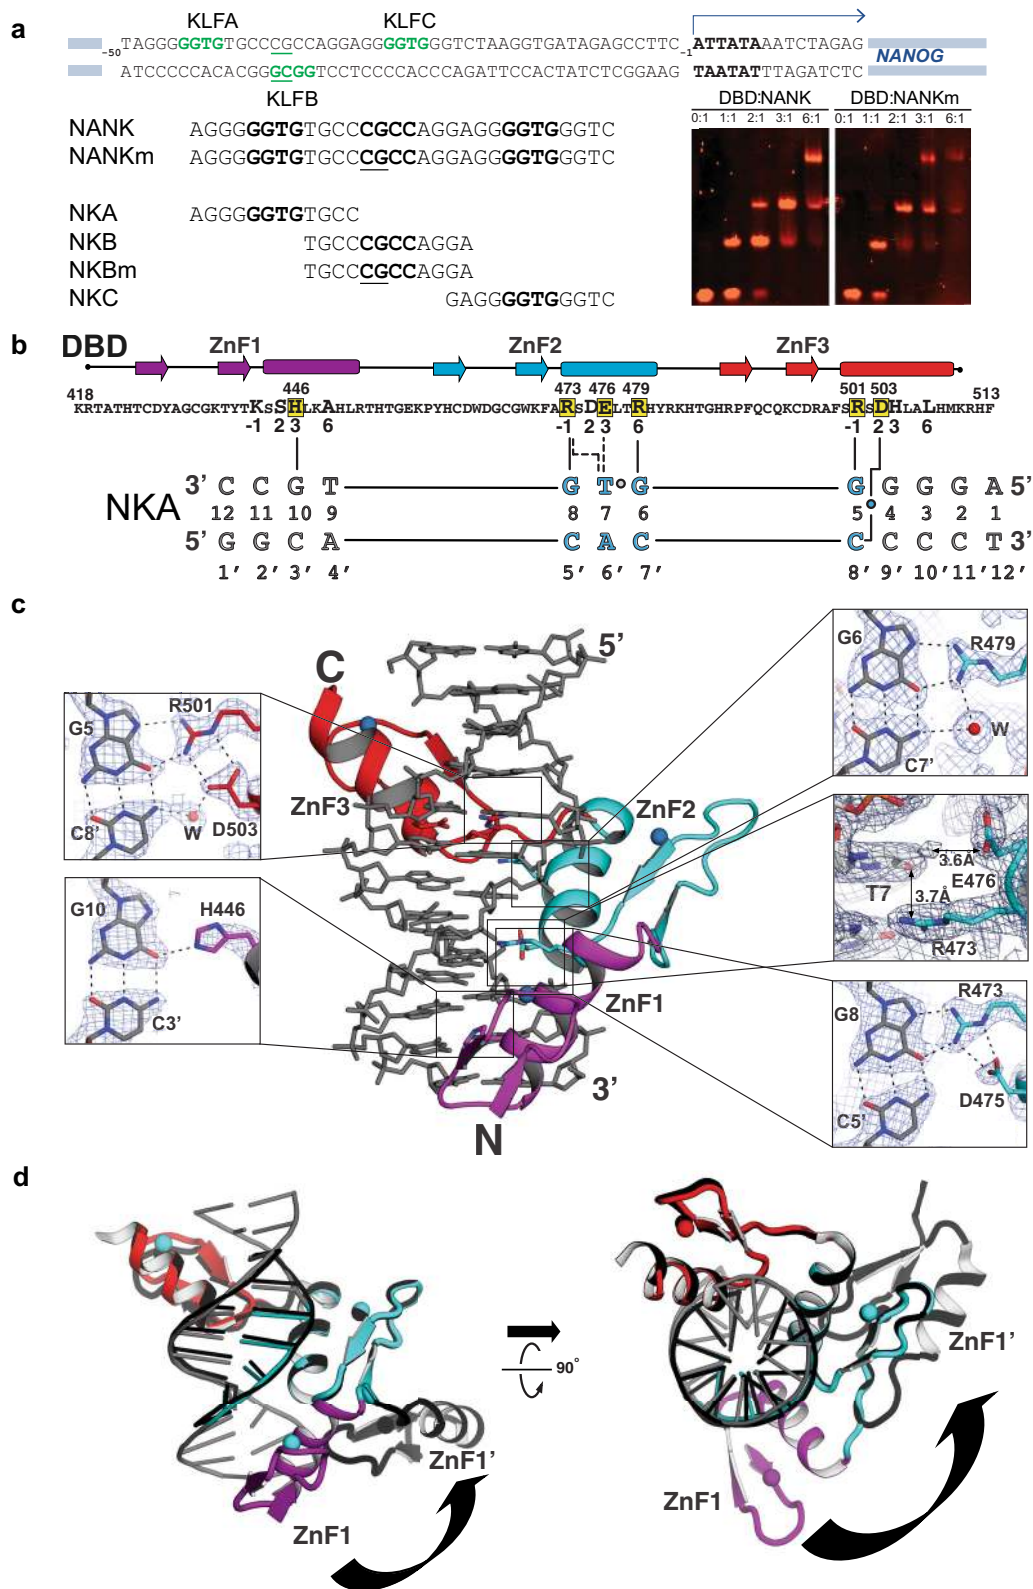 a
KLFA KLFC
-50 TAGGGGGTGTGCCCGCCAGGAGGGGTGGGTCTAAGGTGATAGAGCCTTC -1 ATTATAAATCTAGAG
ATCCCCCACACGGGCGGTCCTCCCCACCCAGATTCCACTATCTCGGAAG TAATATTTAGATCTC
NANOG
KLFB
NANK AGGGGGTGTGCCCGCCAGGAGGGGTGGGTC
NANKm AGGGGGTGTGCCCGCCAGGAGGGGTGGGTC
NKA AGGGGGTGTGCC
NKB TGCCCGCCAGGA
NKBm TGCCCGCCAGGA
NKC GAGGGGTGGGTC
DBD:NANK DBD:NANKm
0:1 1:1 2:1 3:1 6:1 0:1 1:1 2:1 3:1 6:1
b
DBD ZnF1 ZnF2 ZnF3
418 446 473 476 479 501 503 513
KRTATHTCDYAGCGKTYTKSSHLKAHLRTHTGEKPYHCDWDGCGWKFARSDELTRHYRKHTGHRPFQCQKCDRAFSRSDHLALHMKRHF
-1 2 3 6 -1 2 3 6 -1 2 3 6
NKA
3' C C G T G T G G G G G A 5'
12 11 10 9 8 7 6 5 4 3 2 1
5' G G C A C A C C C C C T 3'
1' 2' 3' 4' 5' 6' 7' 8' 9' 10' 11' 12'
c
C
5'
ZnF3
ZnF2
ZnF1
3'
N
G5 R501
C8' W D503
G10 H446
C3'
G6 R479
W
C7'
3.6Å
T7 E476
3.7Å
R473
R473
G8
D475
C5'
d
ZnF1'
ZnF1
90°
ZnF1'
ZnF1